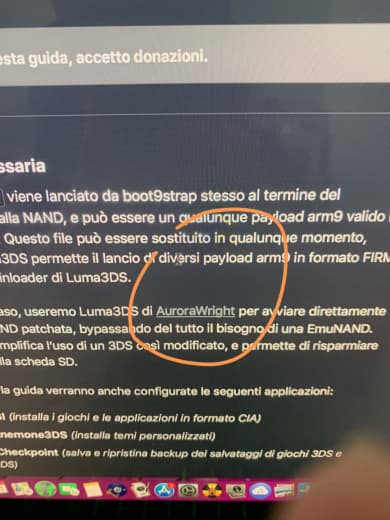 esta guida, accetto donazioni.
ssaria
viene lanciato da boot9strap stesso al termine del
alla NAND, e può essere un qualunque payload arm9 valido
. Questo file può essere sostituito in qualunque momento,
3DS permette il lancio di diversi payload arm9 in formato FIRM
inloader di Luma3DS.
aso, useremo Luma3DS di AuroraWright per avviare direttamente
ND patchata, bypassando del tutto il bisogno di una EmuNAND.
mplifica l'uso di un 3DS così modificato, e permette di risparmiare
lla scheda SD.
la guida verranno anche configurate le seguenti applicazioni:
I (installa i giochi e le applicazioni in formato CIA)
nemone3DS (installa temi personalizzati)
Checkpoint (salva e ripristina backup dei salvataggi di giochi 3DS e
DS)